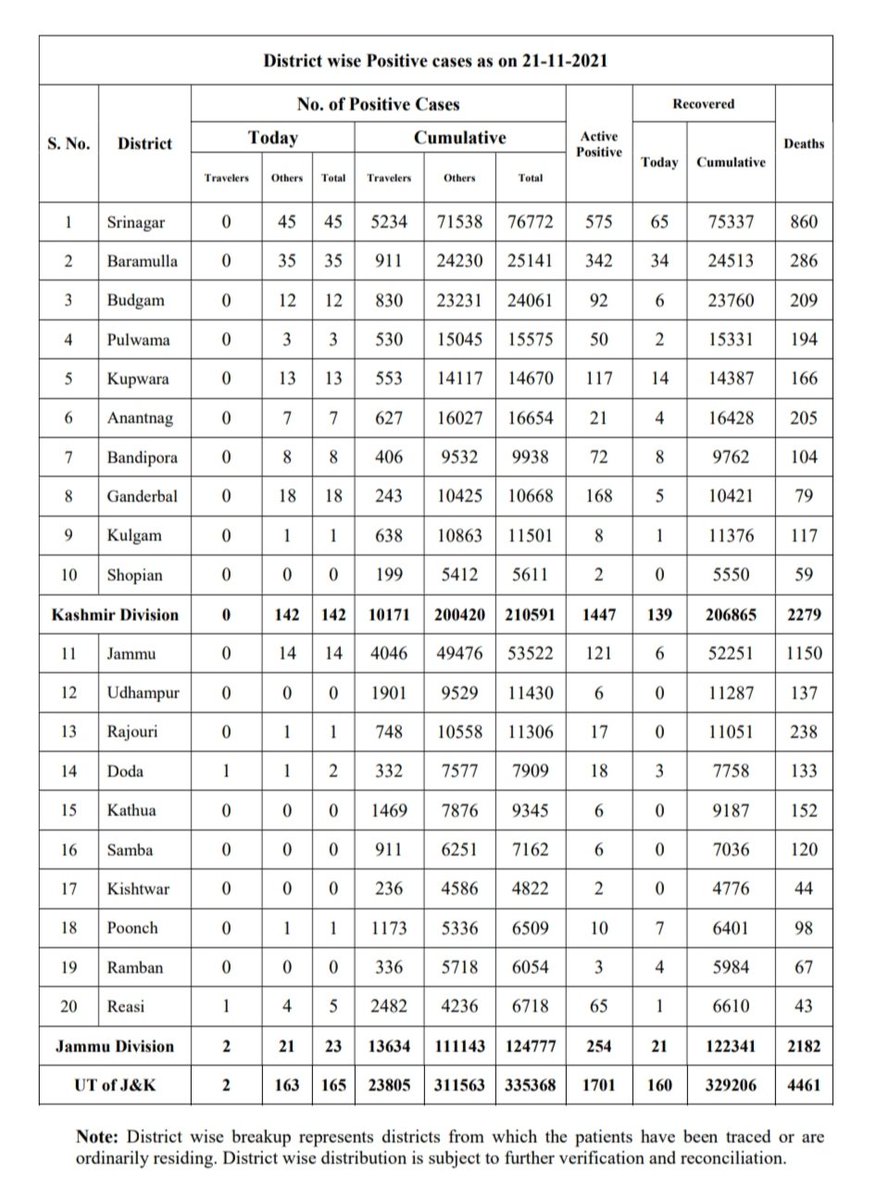 District wise Positive cases as on 21-11-2021
S. No. District No. of Positive Cases Active Positive Recovered Deaths
Today Cumulative Today Cumulative
Travelers Others Total Travelers Others Total
1 Srinagar 0 45 45 5234 71538 76772 575 65 75337 860
2 Baramulla 0 35 35 911 24230 25141 342 34 24513 286
3 Budgam 0 12 12 830 23231 24061 92 6 23760 209
4 Pulwama 0 3 3 530 15045 15575 50 2 15331 194
5 Kupwara 0 13 13 553 14117 14670 117 14 14387 166
6 Anantnag 0 7 7 627 16027 16654 21 4 16428 205
7 Bandipora 0 8 8 406 9532 9938 72 8 9762 104
8 Ganderbal 0 18 18 243 10425 10668 168 5 10421 79
9 Kulgam 0 1 1 638 10863 11501 8 1 11376 117
10 Shopian 0 0 0 199 5412 5611 2 0 5550 59
Kashmir Division 0 142 142 10171 200420 210591 1447 139 206865 2279
11 Jammu 0 14 14 4046 49476 53522 121 6 52251 1150
12 Udhampur 0 0 0 1901 9529 11430 6 0 11287 137
13 Rajouri 0 1 1 748 10558 11306 17 0 11051 238
14 Doda 1 1 2 332 7577 7909 18 3 7758 133
15 Kathua 0 0 0 1469 7876 9345 6 0 9187 152
16 Samba 0 0 0 911 6251 7162 6 0 7036 120
17 Kishtwar 0 0 0 236 4586 4822 2 0 4776 44
18 Poonch 0 1 1 1173 5336 6509 10 7 6401 98
19 Ramban 0 0 0 336 5718 6054 3 4 5984 67
20 Reasi 1 4 5 2482 4236 6718 65 1 6610 43
Jammu Division 2 21 23 13634 111143 124777 254 21 122341 2182
UT of J&K 2 163 165 23805 311563 335368 1701 160 329206 4461
Note: District wise breakup represents districts from which the patients have been traced or are
ordinarily residing. District wise distribution is subject to further verification and reconciliation.